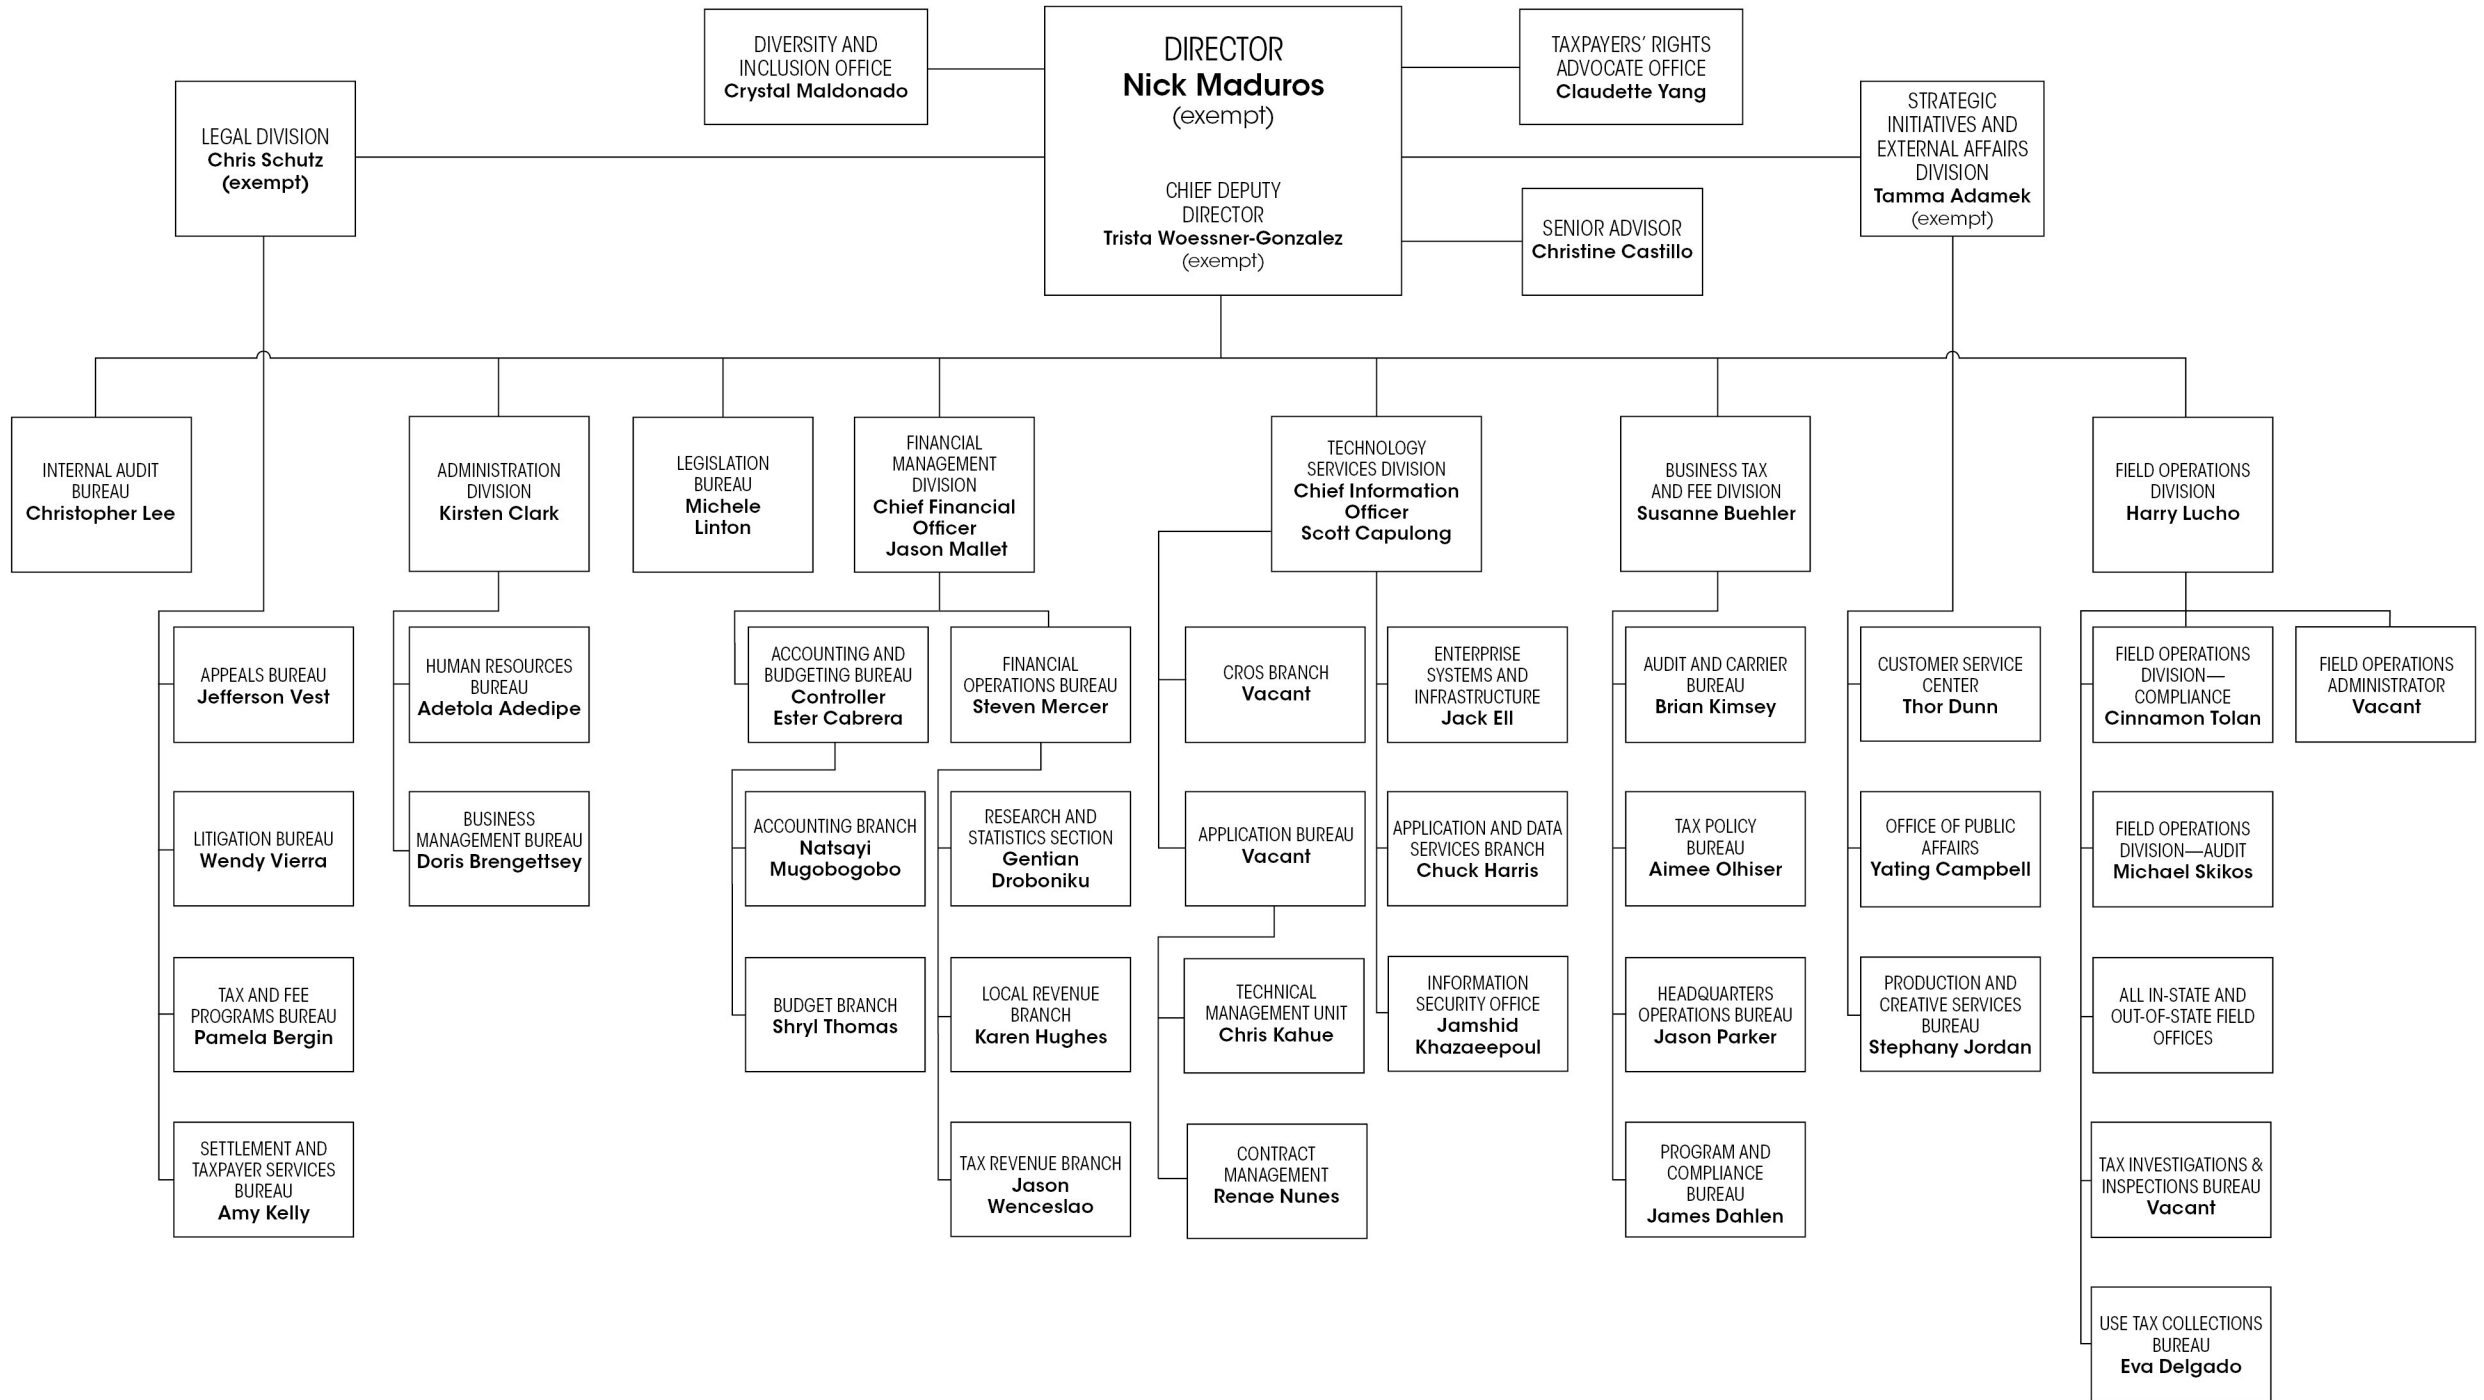 DIVERSITY AND
INCLUSION OFFICE
Crystal Maldonado
DIRECTOR
Nick Maduros
(exempt)
CHIEF DEPUTY
DIRECTOR
Trista Woessner-Gonzalez
(exempt)
TAXPAYERS’ RIGHTS
ADVOCATE OFFICE
Claudette Yang
LEGAL DIVISION
Chris Schutz
(exempt)
STRATEGIC
INITIATIVES AND
EXTERNAL AFFAIRS
DIVISION
Tamma Adamek
(exempt)
SENIOR ADVISOR
Christine Castillo
INTERNAL AUDIT
BUREAU
Christopher Lee
ADMINISTRATION
DIVISION
Kirsten Clark
LEGISLATION
BUREAU
Michele
Linton
FINANCIAL
MANAGEMENT
DIVISION
Chief Financial
Officer
Jason Mallet
TECHNOLOGY
SERVICES DIVISION
Chief Information
Officer
Scott Capulong
BUSINESS TAX
AND FEE DIVISION
Susanne Buehler
FIELD OPERATIONS
DIVISION
Harry Lucho
APPEALS BUREAU
Jefferson Vest
HUMAN RESOURCES
BUREAU
Adetola Adedipe
ACCOUNTING AND
BUDGETING BUREAU
Controller
Ester Cabrera
FINANCIAL
OPERATIONS BUREAU
Steven Mercer
CROS BRANCH
Vacant
ENTERPRISE
SYSTEMS AND
INFRASTRUCTURE
Jack Ell
AUDIT AND CARRIER
BUREAU
Brian Kimsey
CUSTOMER SERVICE
CENTER
Thor Dunn
FIELD OPERATIONS
DIVISION—
COMPLIANCE
Cinnamon Tolan
FIELD OPERATIONS
ADMINISTRATOR
Vacant
LITIGATION BUREAU
Wendy Vierra
BUSINESS
MANAGEMENT BUREAU
Doris Brengettsey
ACCOUNTING BRANCH
Natsayi
Mugobogobo
RESEARCH AND
STATISTICS SECTION
Gentian
Droboniku
APPLICATION BUREAU
Vacant
APPLICATION AND DATA
SERVICES BRANCH
Chuck Harris
TAX POLICY
BUREAU
Aimee Olhiser
OFFICE OF PUBLIC
AFFAIRS
Yating Campbell
FIELD OPERATIONS
DIVISION—AUDIT
Michael Skikos
TAX AND FEE
PROGRAMS BUREAU
Pamela Bergin
BUDGET BRANCH
Shryl Thomas
LOCAL REVENUE
BRANCH
Karen Hughes
TECHNICAL
MANAGEMENT UNIT
Chris Kahue
INFORMATION
SECURITY OFFICE
Jamshid
Khazaeepoul
HEADQUARTERS
OPERATIONS BUREAU
Jason Parker
PRODUCTION AND
CREATIVE SERVICES
BUREAU
Stephany Jordan
ALL IN-STATE AND
OUT-OF-STATE FIELD
OFFICES
SETTLEMENT AND
TAXPAYER SERVICES
BUREAU
Amy Kelly
TAX REVENUE BRANCH
Jason
Wenceslao
CONTRACT
MANAGEMENT
Renae Nunes
PROGRAM AND
COMPLIANCE
BUREAU
James Dahlen
TAX INVESTIGATIONS &
INSPECTIONS BUREAU
Vacant
USE TAX COLLECTIONS
BUREAU
Eva Delgado